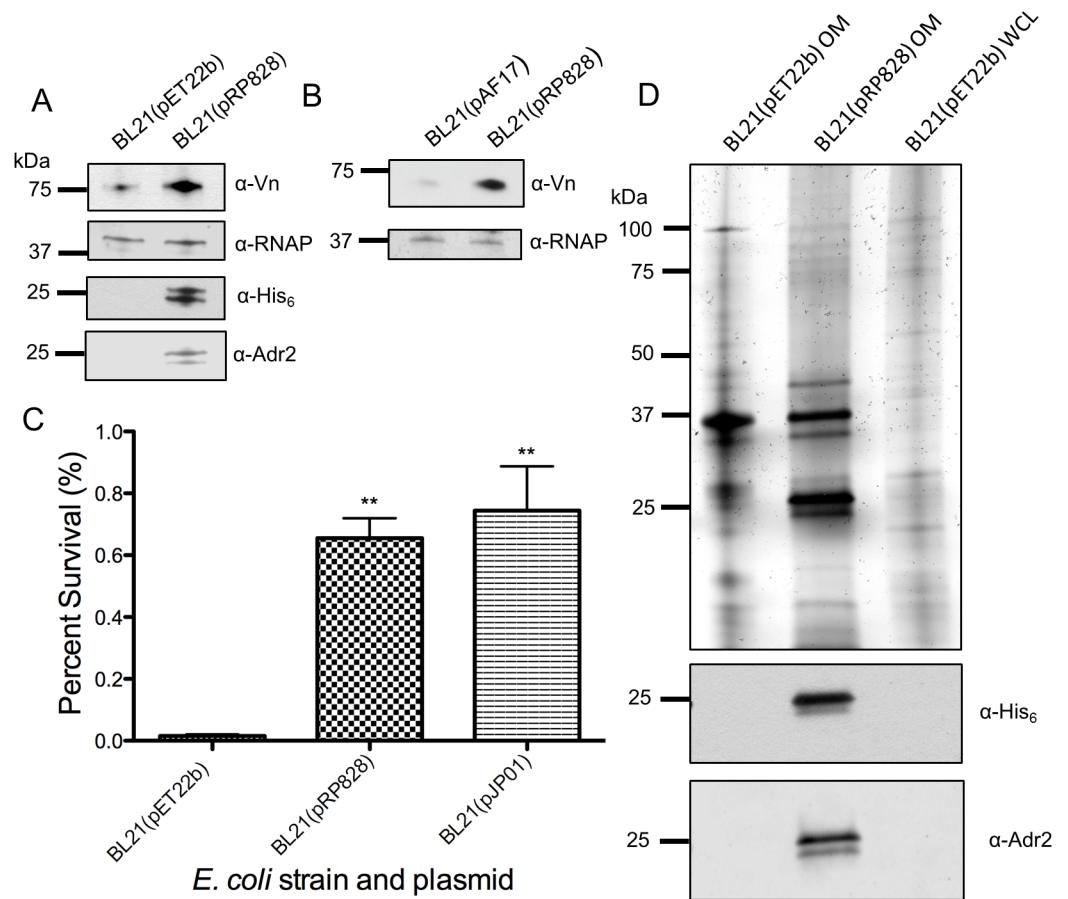 A
BL21(pET22b)
BL21(pRP828)
kDa
75
α-Vn
α-RNAP
37
25
α-His6
25
α-Adr2
B
BL21(pAF17)
BL21(pRP828)
75
α-Vn
37
α-RNAP
C
Percent Survival (%)
1.0
0.8
0.6
0.4
0.2
0.0
**
**
BL21(pET22b)
BL21(pRP828)
BL21(pJP01)
E. coli strain and plasmid
D
BL21(pET22b) OM
BL21(pRP828) OM
BL21(pET22b) WCL
kDa
100
75
50
37
25
25
α-His6
25
α-Adr2